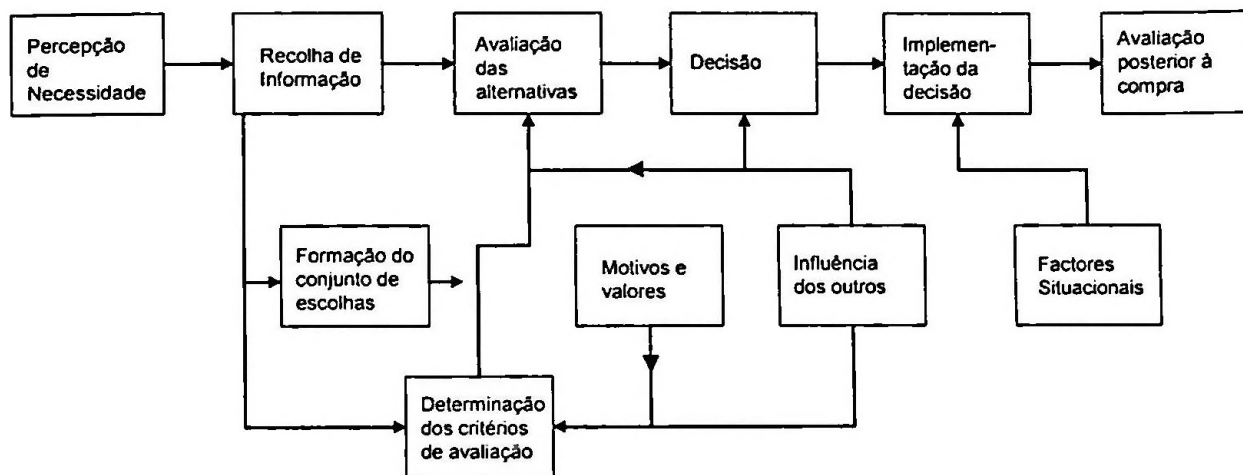 Percepção
de
Necessidade
Recolha de
Informação
Avaliação
das
alternativas
Decisão
Implemen-
tação da
decisão
Avaliação
posterior à
compra
Formação do
conjunto de
escolhas
Motivos e
valores
Influência
dos outros
Factores
Situacionais
Determinação
dos critérios
de avaliação